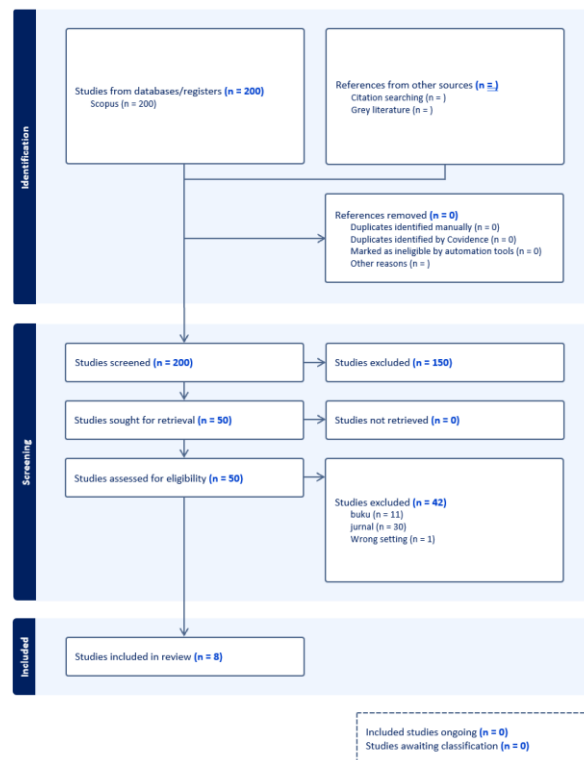 Identification
Studies from databases/registers (n = 200)
Scopus (n = 200)
References from other sources (n = )
Citation searching (n = )
Grey literature (n = )
References removed (n = 0)
Duplicates identified manually (n = 0)
Duplicates identified by Covidence (n = 0)
Marked as ineligible by automation tools (n = 0)
Other reasons (n = )
Screening
Studies screened (n = 200)
Studies excluded (n = 150)
Studies sought for retrieval (n = 50)
Studies not retrieved (n = 0)
Studies assessed for eligibility (n = 50)
Studies excluded (n = 42)
buku (n = 11)
jurnal (n = 30)
Wrong setting (n = 1)
Included
Studies included in review (n = 8)
Included studies ongoing (n = 0)
Studies awaiting classification (n = 0)